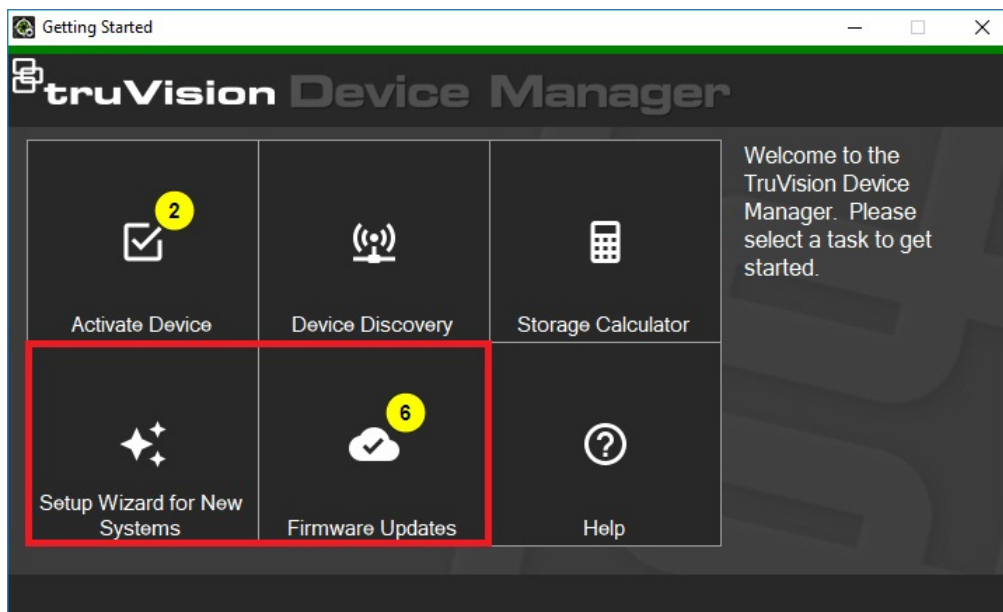 Getting Started
truVision Device Manager
2
Activate Device
Device Discovery
Storage Calculator
Setup Wizard for New
Systems
6
Firmware Updates
Help
Welcome to the
TruVision Device
Manager. Please
select a task to get
started.